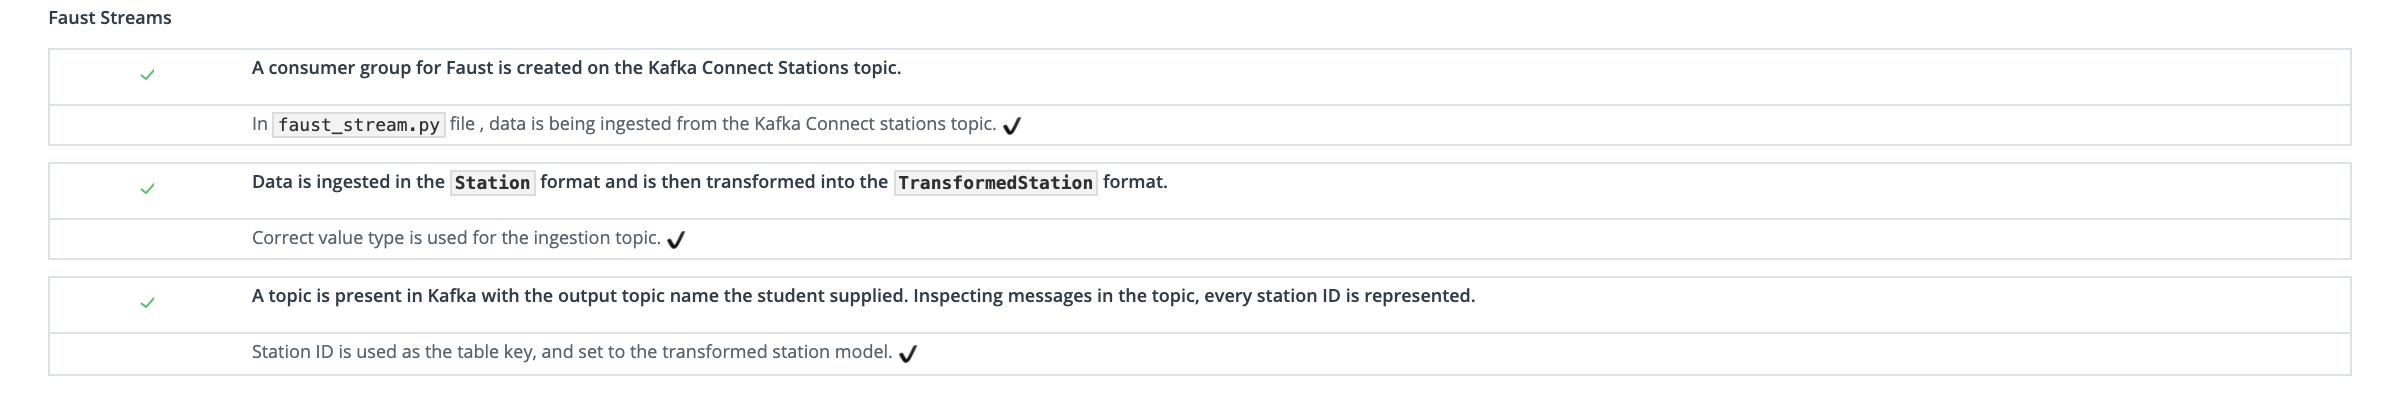 Faust Streams
A consumer group for Faust is created on the Kafka Connect Stations topic.
In faust_stream.py file , data is being ingested from the Kafka Connect stations topic. ✔
Data is ingested in the Station format and is then transformed into the TransformedStation format.
Correct value type is used for the ingestion topic. ✔
A topic is present in Kafka with the output topic name the student supplied. Inspecting messages in the topic, every station ID is represented.
Station ID is used as the table key, and set to the transformed station model. ✔